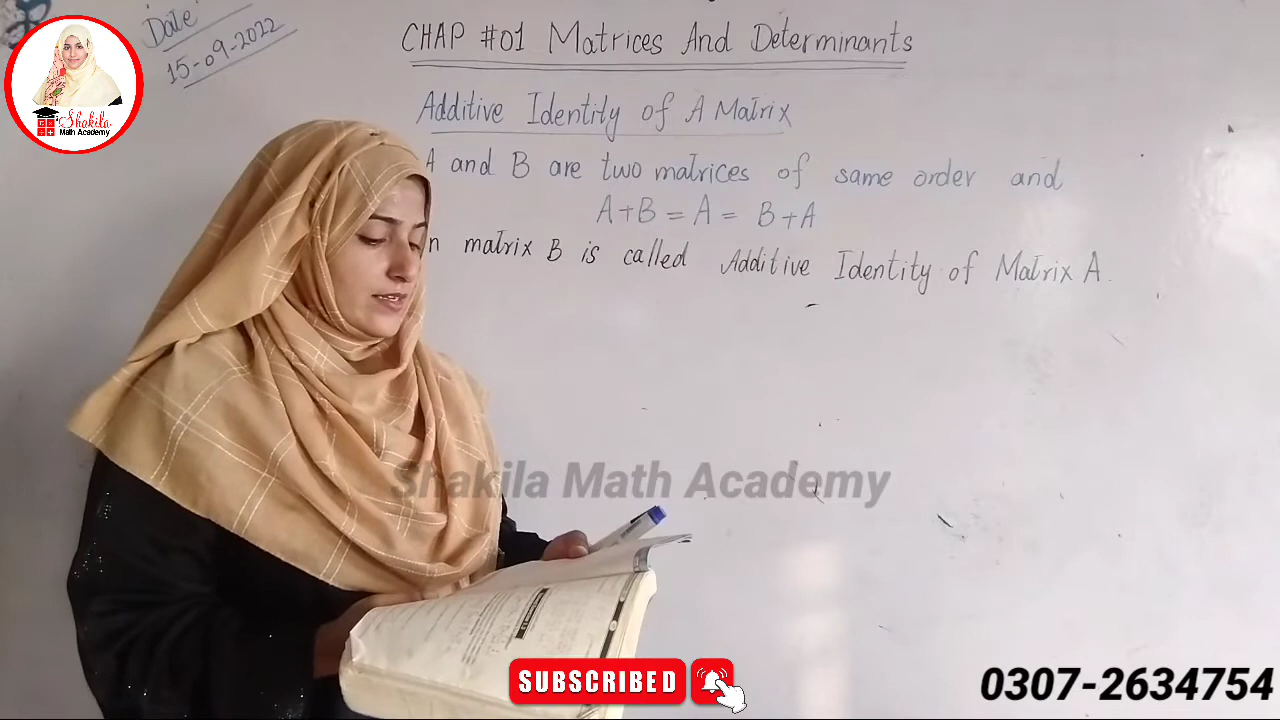 Date
15-09-2022
CHAP #01 Matrices And Determinants
Additive Identity of A Matrix
A and B are two matrices of same order and
A+B = A = B+A
n matrix B is called Additive Identity of Matrix A.
Shakila
Math Academy
Shakila Math Academy
SUBSCRIBED
0307-2634754